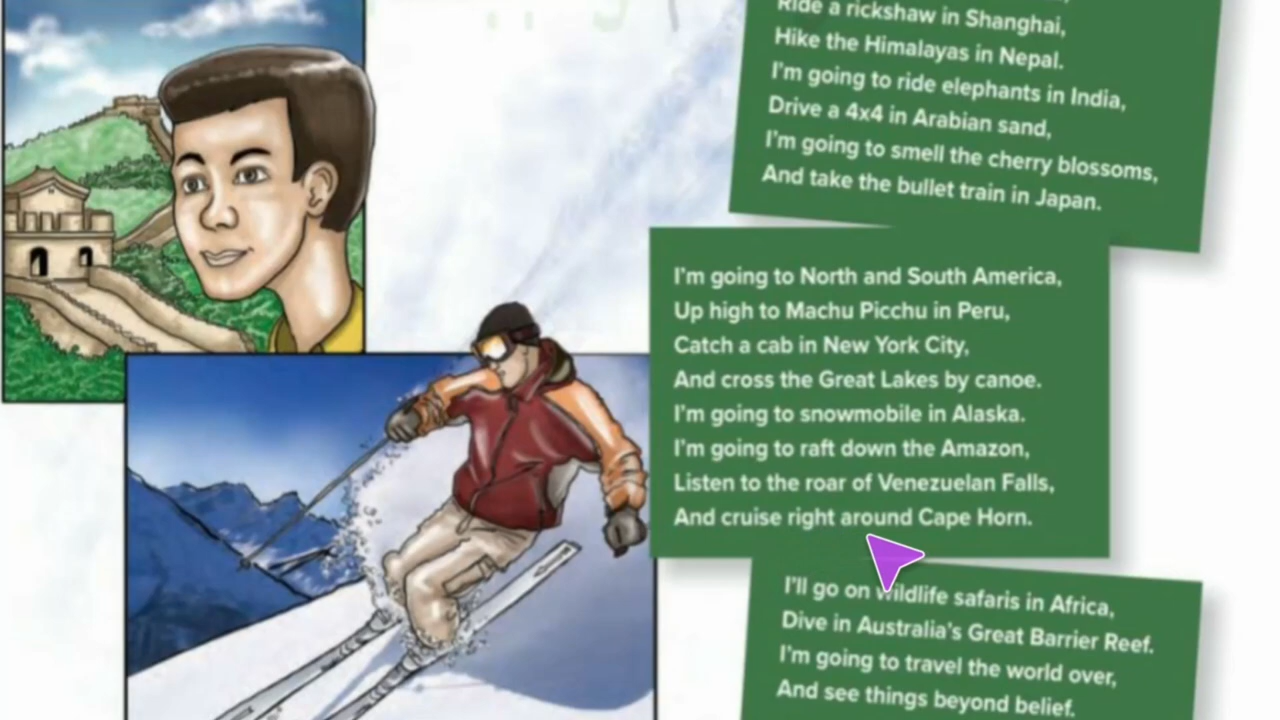 Ride a rickshaw in Shanghai,
Hike the Himalayas in Nepal.
I'm going to ride elephants in India,
Drive a 4x4 in Arabian sand,
I'm going to smell the cherry blossoms,
And take the bullet train in Japan.
I'm going to North and South America,
Up high to Machu Picchu in Peru,
Catch a cab in New York City,
And cross the Great Lakes by canoe.
I'm going to snowmobile in Alaska.
I'm going to raft down the Amazon,
Listen to the roar of Venezuelan Falls,
And cruise right around Cape Horn.
I'll go on wildlife safaris in Africa,
Dive in Australia's Great Barrier Reef.
I'm going to travel the world over,
And see things beyond belief.